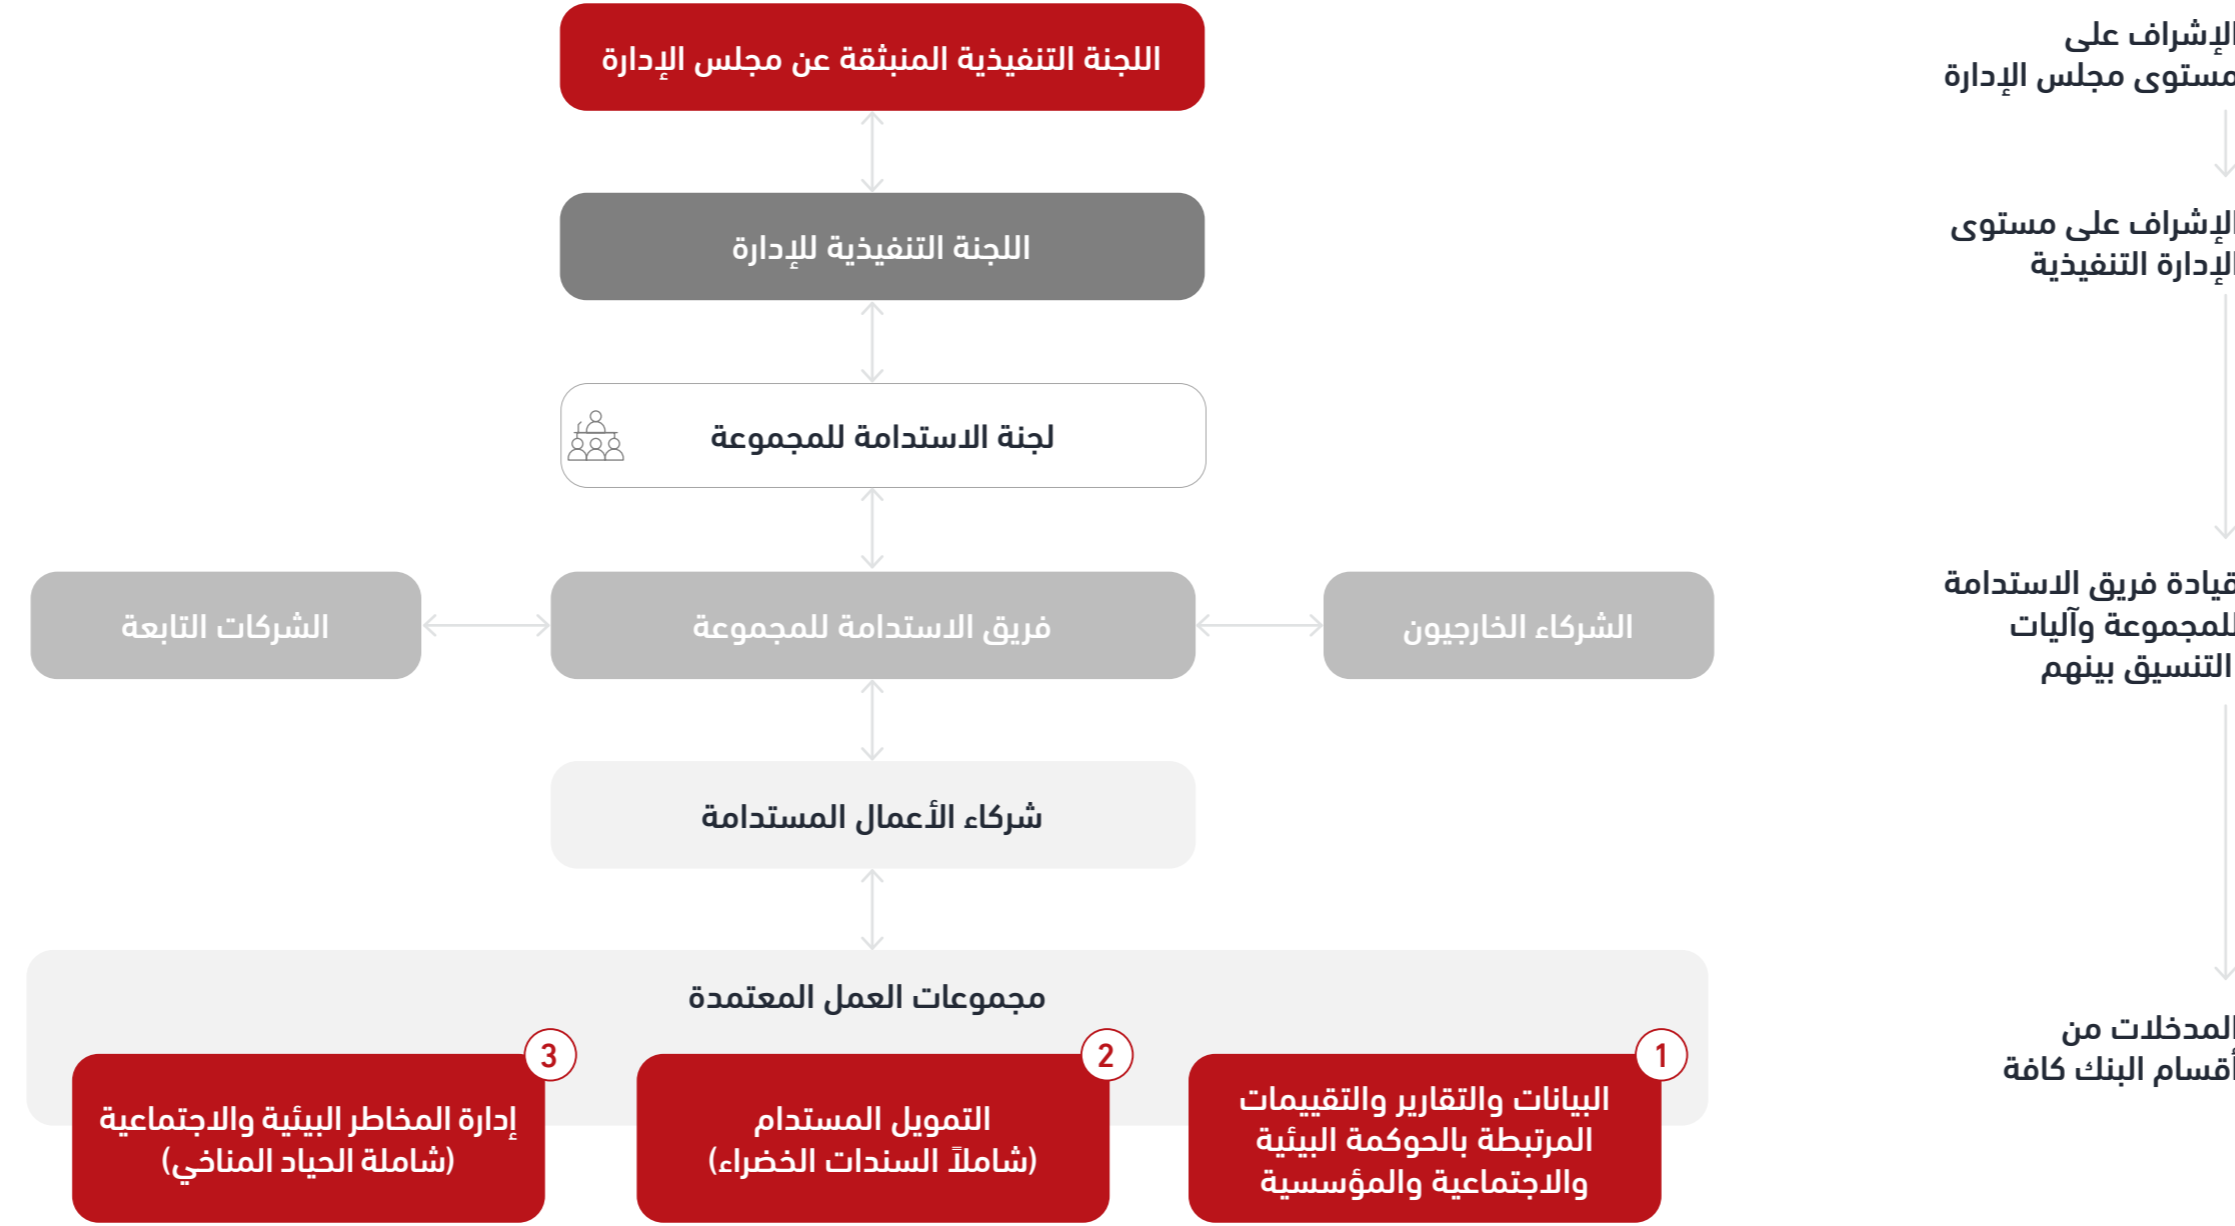 الإشراف على
مستوى مجلس الإدارة
اللجنة التنفيذية المنبثقة عن مجلس الإدارة
الإشراف على مستوى
الإدارة التنفيذية
اللجنة التنفيذية للإدارة
لجنة الاستدامة للمجموعة
قيادة فريق الاستدامة
للمجموعة وآليات
التنسيق بينهم
الشركاء الخارجيون
فريق الاستدامة للمجموعة
الشركات التابعة
شركاء الأعمال المستدامة
المدخلات من
أقسام البنك كافة
مجموعات العمل المعتمدة
1
البيانات والتقارير والتقييمات
المرتبطة بالحوكمة البيئية
والاجتماعية والمؤسسية
2
التمويل المستدام
(شاملاً السندات الخضراء)
3
إدارة المخاطر البيئية والاجتماعية
(شاملة الحياد المناخي)